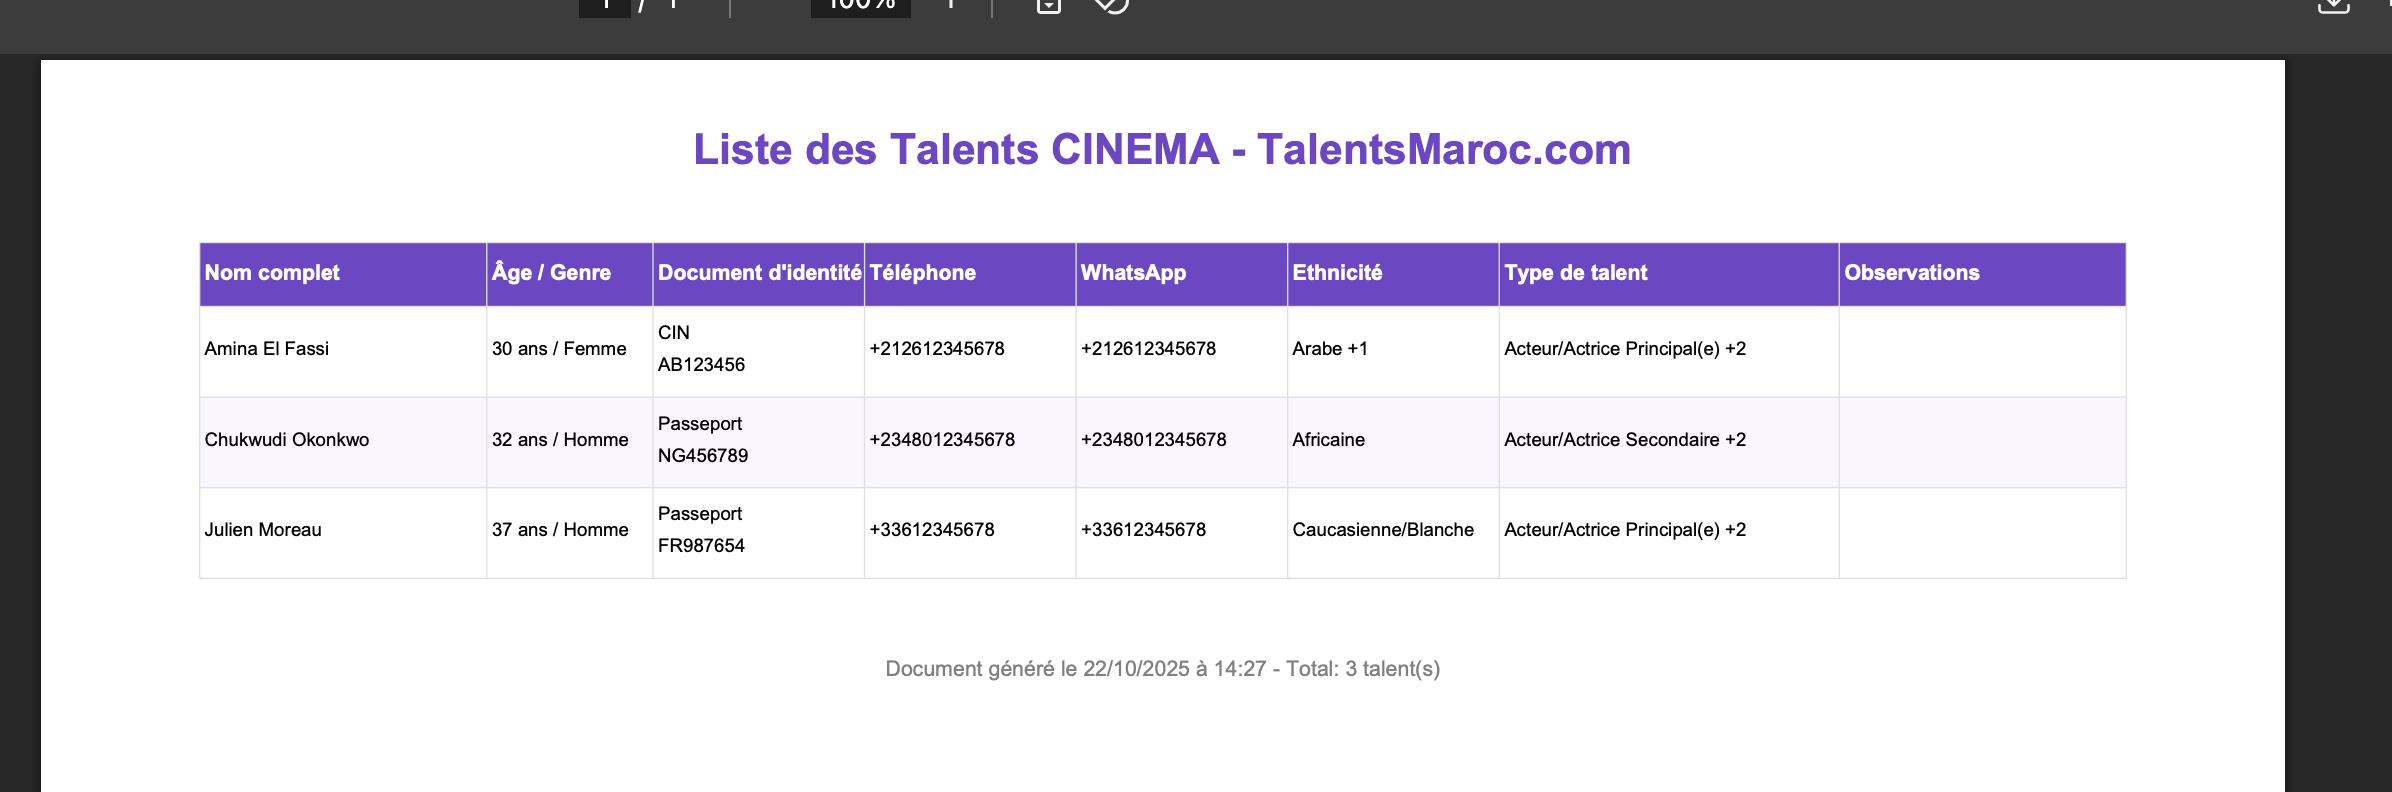 1 / 1 100%
Liste des Talents CINEMA - TalentsMaroc.com
Nom complet Âge / Genre Document d'identité Téléphone WhatsApp Ethnicité Type de talent Observations
Amina El Fassi 30 ans / Femme CIN AB123456 +212612345678 +212612345678 Arabe +1 Acteur/Actrice Principal(e) +2
Chukwudi Okonkwo 32 ans / Homme Passeport NG456789 +2348012345678 +2348012345678 Africaine Acteur/Actrice Secondaire +2
Julien Moreau 37 ans / Homme Passeport FR987654 +33612345678 +33612345678 Caucasienne/Blanche Acteur/Actrice Principal(e) +2
Document généré le 22/10/2025 à 14:27 - Total: 3 talent(s)